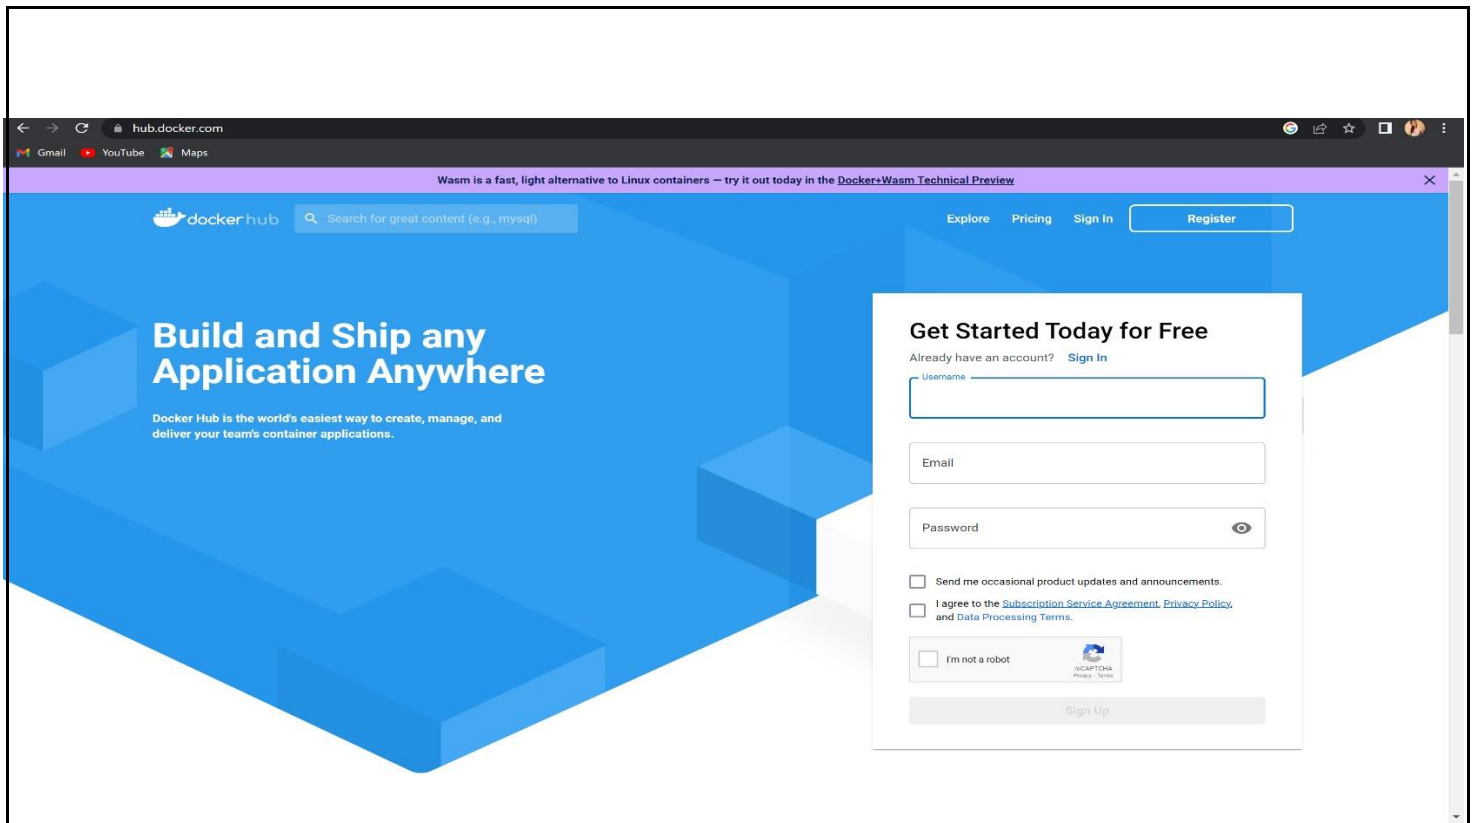 hub.docker.com
Gmail YouTube Maps
Wasm is a fast, light alternative to Linux containers — try it out today in the Docker+Wasm Technical Preview
dockerhub Search for great content (e.g., mysql) Explore Pricing Sign In Register
Build and Ship any
Application Anywhere
Docker Hub is the world's easiest way to create, manage, and
deliver your team's container applications.
Get Started Today for Free
Already have an account? Sign In
Username
Email
Password
Send me occasional product updates and announcements.
I agree to the Subscription Service Agreement, Privacy Policy,
and Data Processing Terms.
I'm not a robot
reCAPTCHA
Privacy - Terms
Sign Up